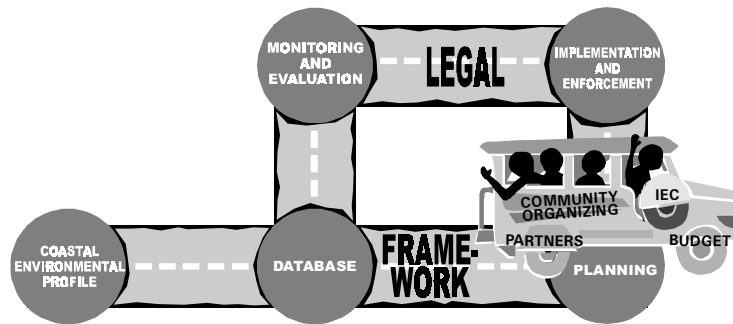 MONITORING
AND
EVALUATION
LEGAL
IMPLEMENTATION
AND
ENFORCEMENT
COMMUNITY
ORGANIZING
IEC
PARTNERS
BUDGET
COASTAL
ENVIRONMENTAL
PROFILE
DATABASE
FRAME-
WORK
PLANNING